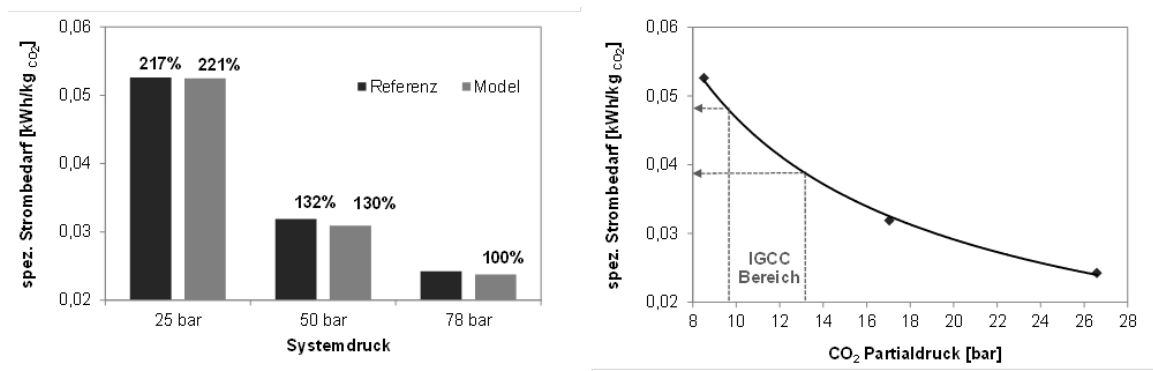 spez. Strombedarf [kWh/kg CO2]
0,06
0,05
0,04
0,03
0,02
217%
221%
Referenz
Model
132%
130%
100%
25 bar
50 bar
78 bar
Systemdruck
spez. Strombedarf [kWh/kg CO2]
0,06
0,05
0,04
0,03
0,02
IGCC
Bereich
8 10 12 14 16 18 20 22 24 26 28
CO2 Partialdruck [bar]